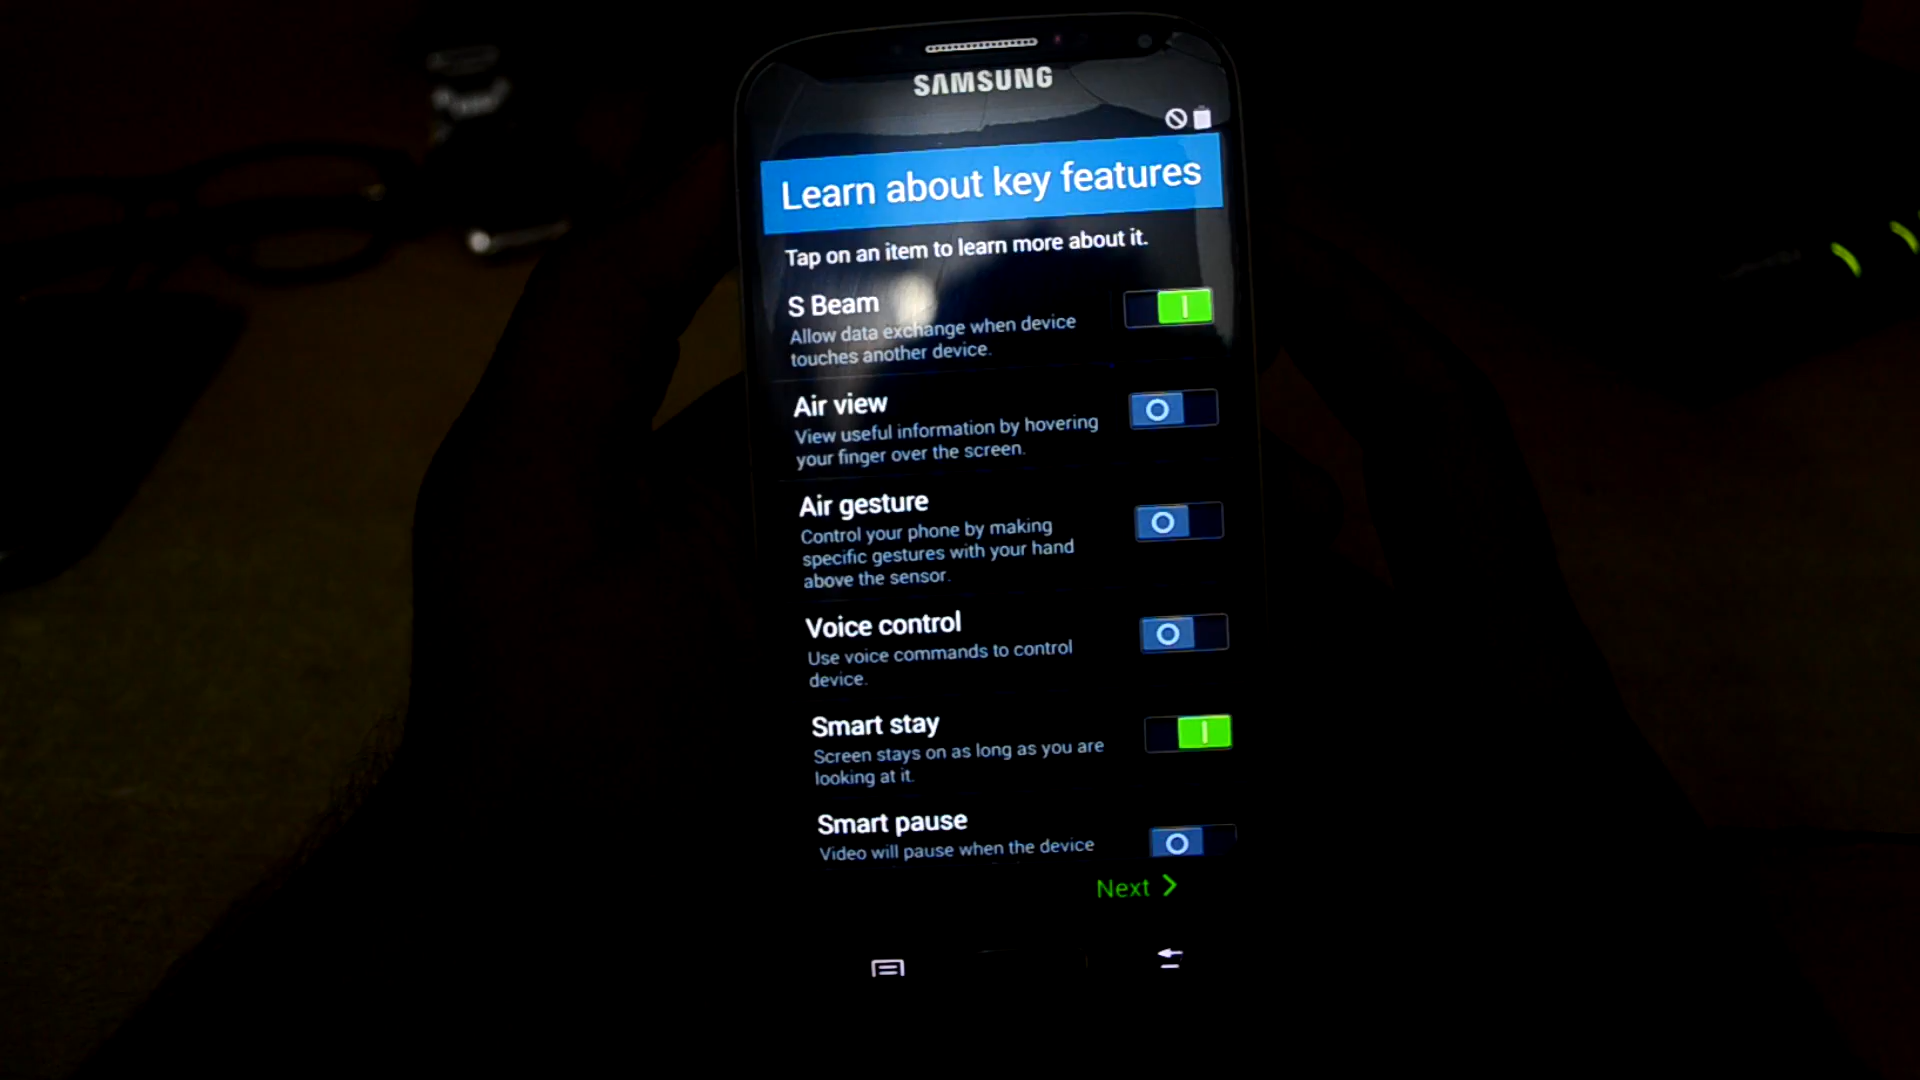 SAMSUNG
Learn about key features
Tap on an item to learn more about it.
S Beam
Allow data exchange when device
touches another device.
Air view
View useful information by hovering
your finger over the screen.
Air gesture
Control your phone by making
specific gestures with your hand
above the sensor.
Voice control
Use voice commands to control
device.
Smart stay
Screen stays on as long as you are
looking at it.
Smart pause
Video will pause when the device
Next